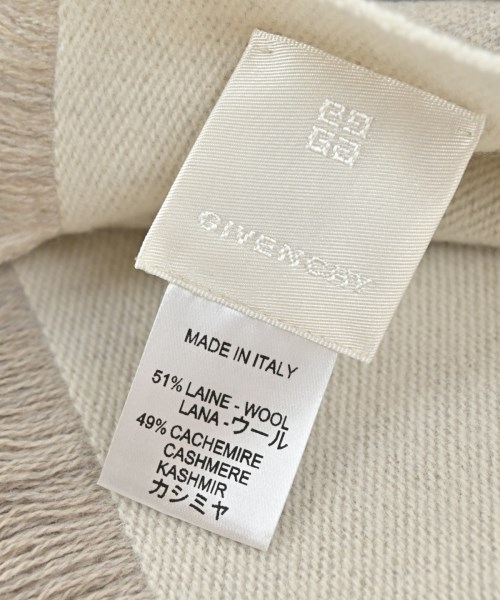 GIVENCHY
MADE IN ITALY
51% LAINE - WOOL
LANA - ウール
49% CACHEMIRE
CASHMERE
KASHMIR
カシミヤ